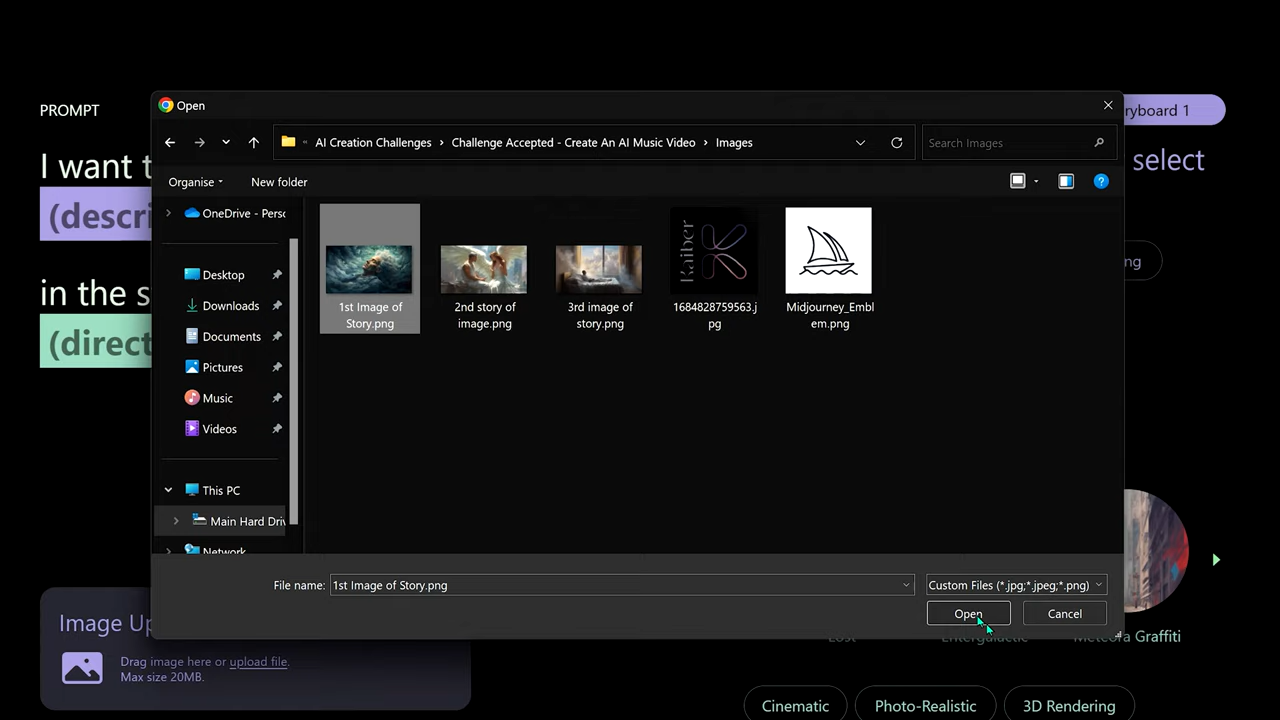 PROMPT
Open
ryboard 1
AI Creation Challenges › Challenge Accepted - Create An AI Music Video › Images
Search Images
I want t
select
Organise
New folder
(descri
OneDrive - Perso
Desktop
Downloads
Documents
Pictures
Music
Videos
This PC
Main Hard Driv
Network
1st Image of
Story.png
2nd story of
image.png
3rd image of
story.png
Kaiber
1684828759563.j
pg
Midjourney_Embl
em.png
ng
in the s
(direct
File name:
1st Image of Story.png
Custom Files (*.jpg;*.jpeg;*.png)
Open
Cancel
Image Up
Drag image here or upload file.
Max size 20MB.
Lost
Entergalactic
Meteora Graffiti
Cinematic
Photo-Realistic
3D Rendering